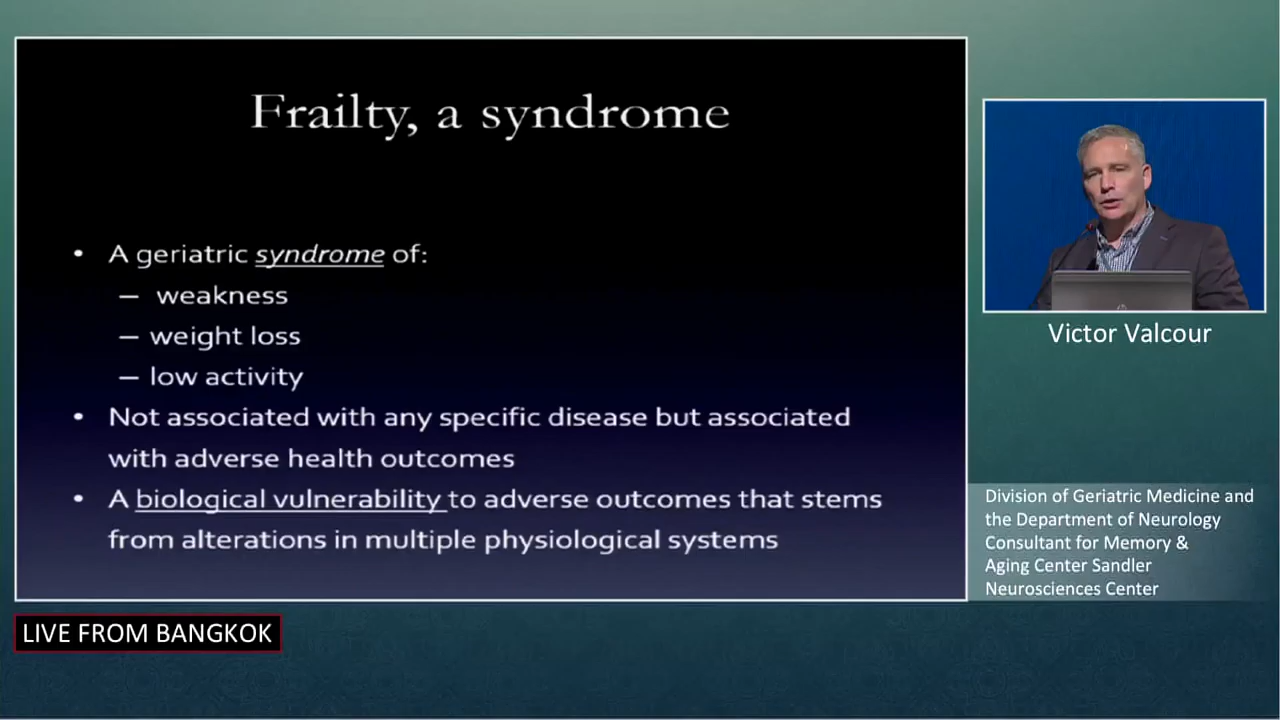 Frailty, a syndrome
• A geriatric syndrome of:
– weakness
– weight loss
– low activity
• Not associated with any specific disease but associated
with adverse health outcomes
• A biological vulnerability to adverse outcomes that stems
from alterations in multiple physiological systems
Victor Valcour
Division of Geriatric Medicine and
the Department of Neurology
Consultant for Memory &
Aging Center Sandler
Neurosciences Center
LIVE FROM BANGKOK